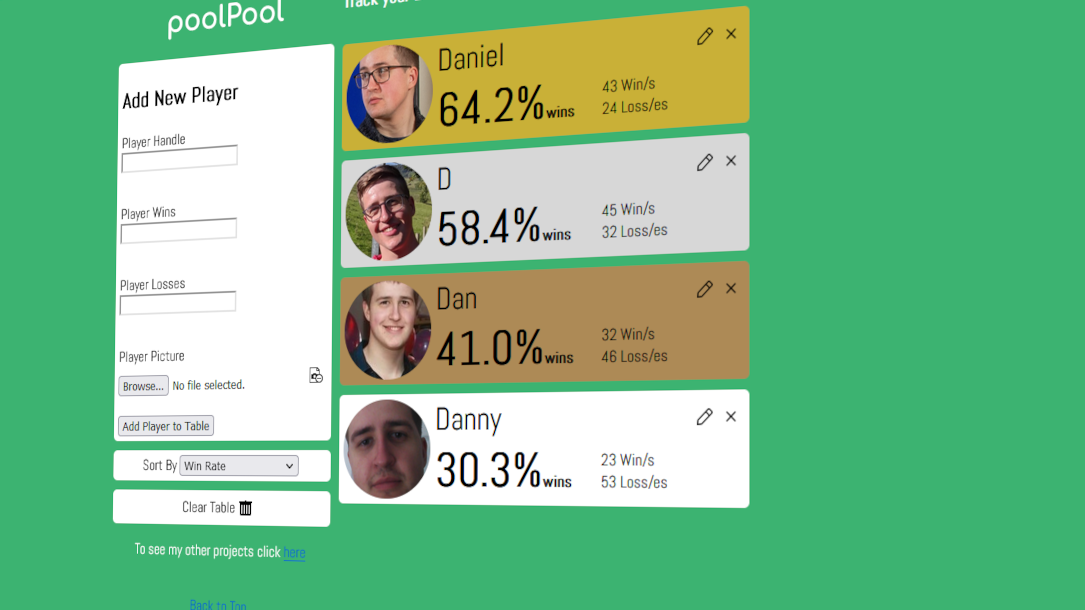 poolPool
Track your
Add New Player
Player Handle
Player Wins
Player Losses
Player Picture
Browse... No file selected.
Add Player to Table
Sort By Win Rate
Clear Table
To see my other projects click here
Back to Top
Daniel
64.2% wins
43 Win/s
24 Loss/es
D
58.4% wins
45 Win/s
32 Loss/es
Dan
41.0% wins
32 Win/s
46 Loss/es
Danny
30.3% wins
23 Win/s
53 Loss/es